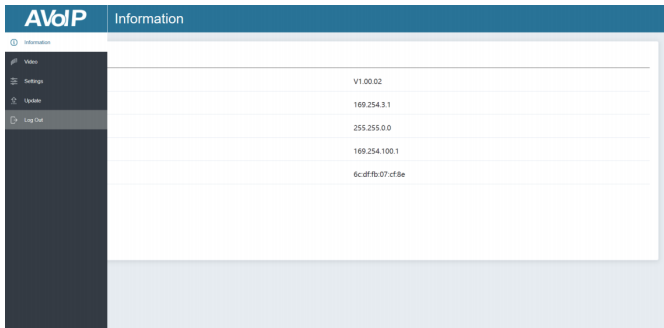 AVoIP
Information
Information
Video
Settings
Update
Log Out
V1.00.02
169.254.3.1
255.255.0.0
169.254.100.1
6c:df:fb:07:cf:8e